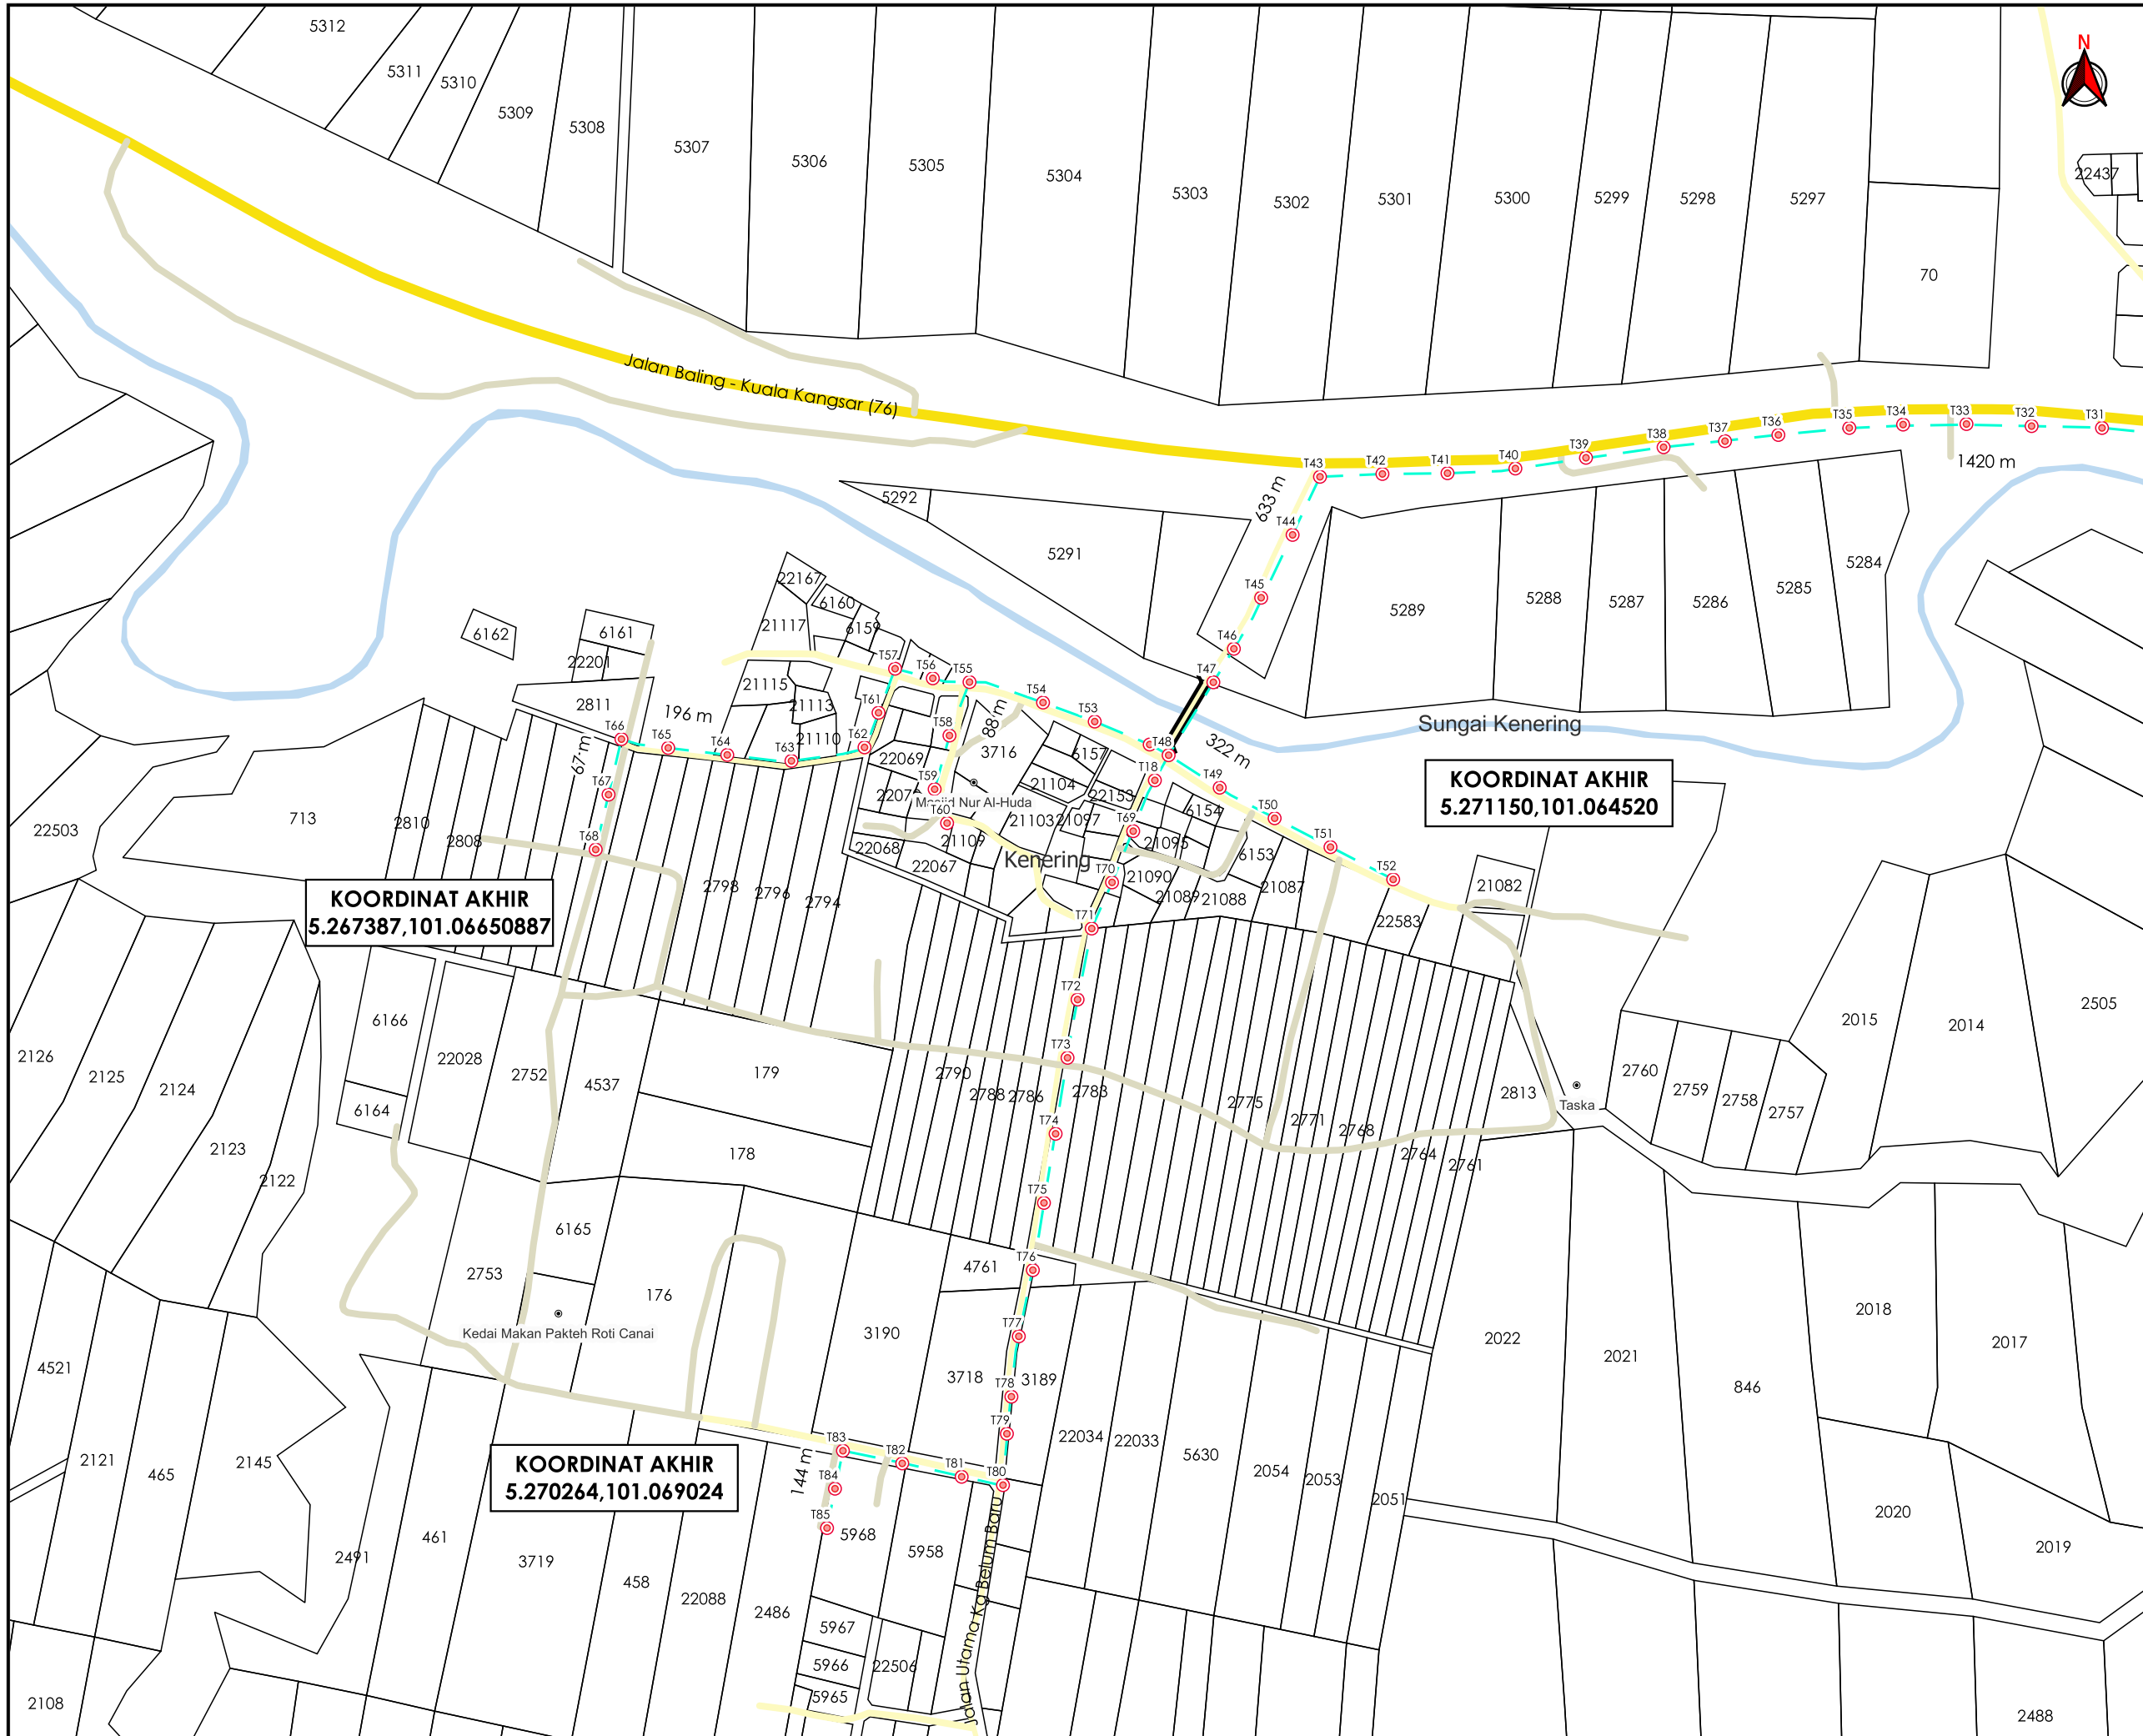 N
5312
5311
5310
5309
5308
5307
5306
5305
5304
5303
5302
5301
5300
5299
5298
5297
70
22437
Jalan Baling - Kuala Kangsar (76)
T43
T42
T41
T40
T39
T38
T37
T36
T35
T34
T33
T32
T31
1420 m
633 m
T44
T45
T46
T47
5292
5291
5289
5288
5287
5286
5285
5284
22167
6160
6159
21117
6162
6161
22201
2811
21115
21113
21110
T57
T56
T55
T54
T53
T48
T61
T62
T58
88 m
T66
196 m
T65
T64
T63
67 m
T67
T68
22069
3716
6157
21104
T18
322 m
T49
T50
T51
T52
Sungai Kenering
T59
Masjid Nur Al-Huda
T60
22153
6154
21103
21097
T69
21095
6153
22068
22067
21109
Kenering
T70
21090
21089
21088
21087
T71
22583
21082
KOORDINAT AKHIR
5.271150,101.064520
22503
713
2810
2808
2798
2796
2794
KOORDINAT AKHIR
5.267387,101.06650887
T72
T73
T74
T75
T76
T77
T78
T79
T80
T81
T82
T83
T84
T85
2126
2125
2124
2123
2122
6166
6164
22028
2752
4537
179
178
2790
2788
2786
2783
2775
2771
2768
2764
2761
2813
Taska
2760
2759
2758
2757
2015
2014
2505
6165
2753
176
Kedai Makan Pakteh Roti Canai
4761
3190
3718
3189
22034
22033
5630
2054
2053
2051
2022
2021
846
2018
2017
2020
2019
2488
4521
2121
465
2145
2491
461
3719
458
22088
2486
KOORDINAT AKHIR
5.270264,101.069024
144 m
5968
5958
5967
5966
5965
22506
Jalan Utama Kg Belum Baru
2108